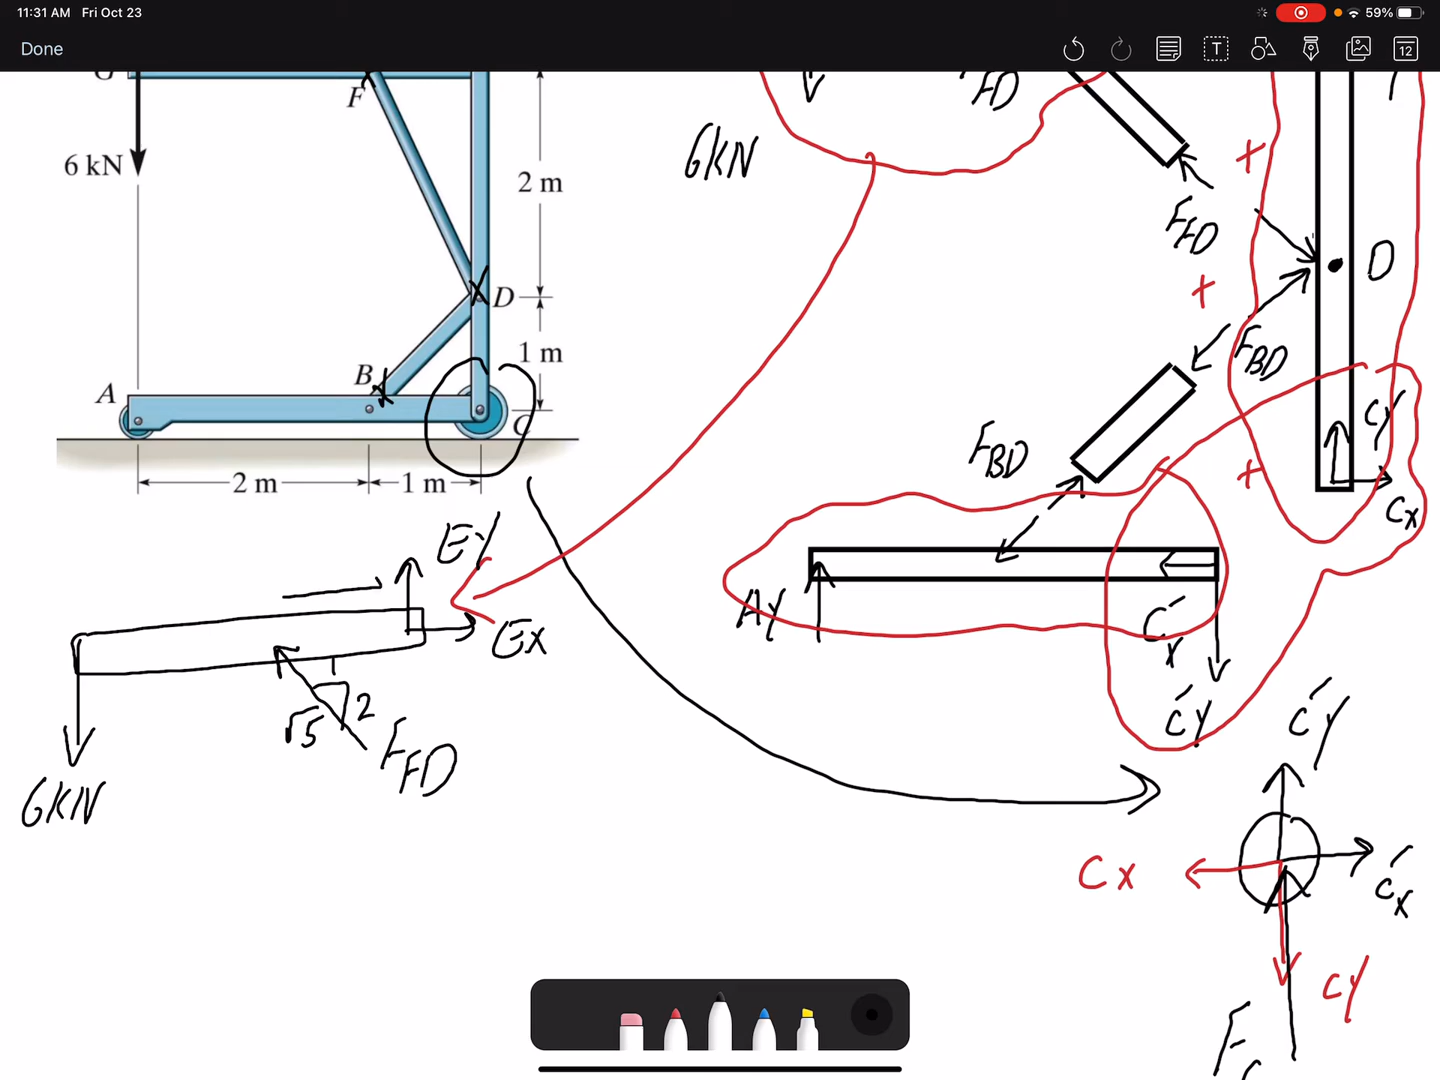 11:31 AM Fri Oct 23
59%
Done
T
12
F
FD
6 kN
6KN
2 m
+
FFD
D
D
+
1 m
FBD
B
A
C
CY
FBD
+
Cx
2 m
1 m
EY
AY
C´x
Ex
C´Y
C´Y
√5
2
FFD
6KN
Cx
C´x
CY
F